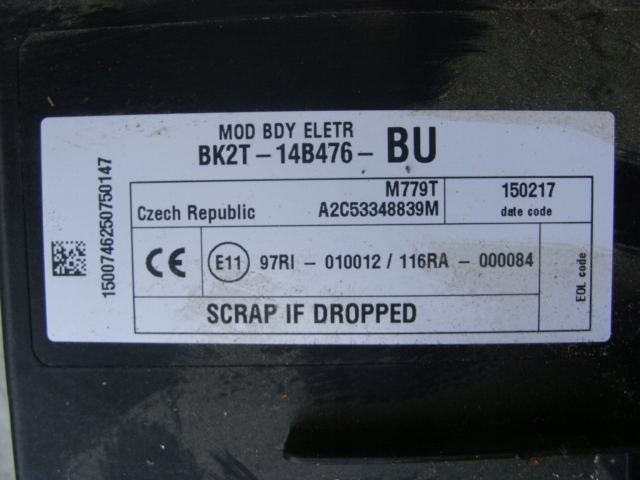 MOD BDY ELETR
BK2T-14B476- BU
M779T
Czech Republic A2C53348839M
150217
date code
CE E11 97RI - 010012 / 116RA - 000084
SCRAP IF DROPPED
EOL code
1500746250750147